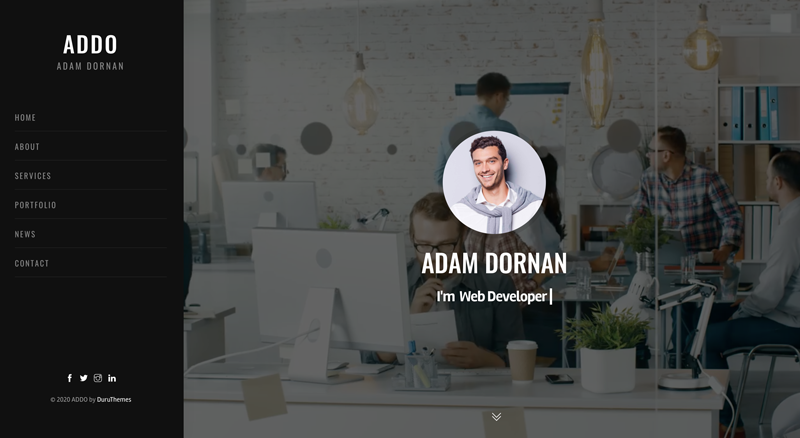 ADDO
ADAM DORNAN
HOME
ABOUT
SERVICES
PORTFOLIO
NEWS
CONTACT
© 2020 ADDO by DuruThemes
ADAM DORNAN
I'm Web Developer